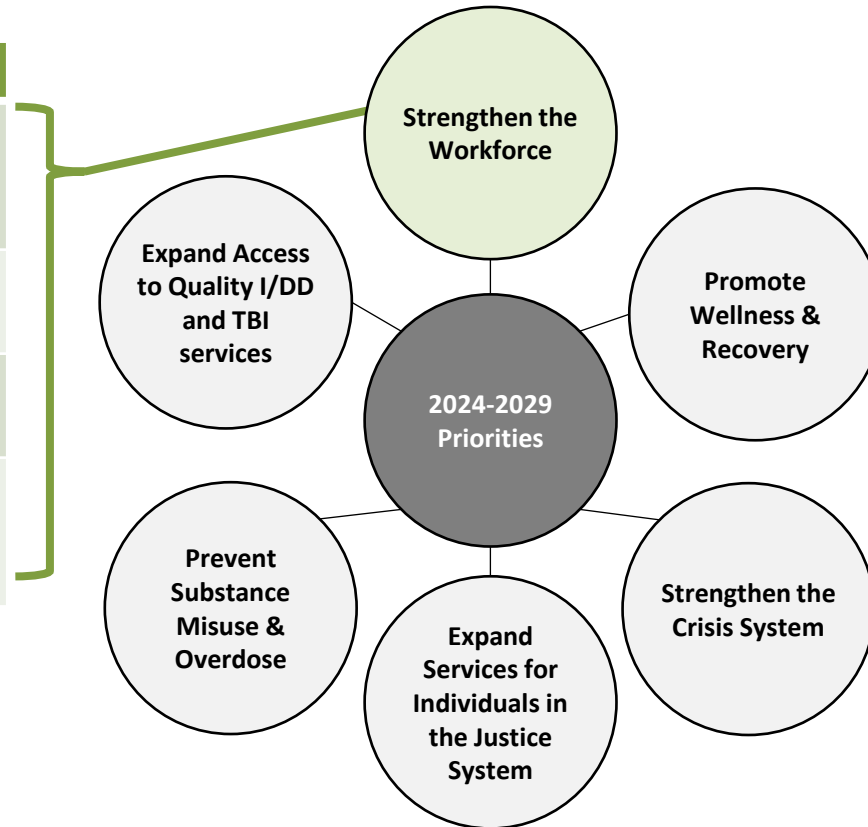 Strengthen the
Workforce
Expand Access
to Quality I/DD
and TBI
services
Promote
Wellness &
Recovery
2024-2029
Priorities
Prevent
Substance
Misuse &
Overdose
Expand
Services for
Individuals in
the Justice
System
Strengthen the
Crisis System